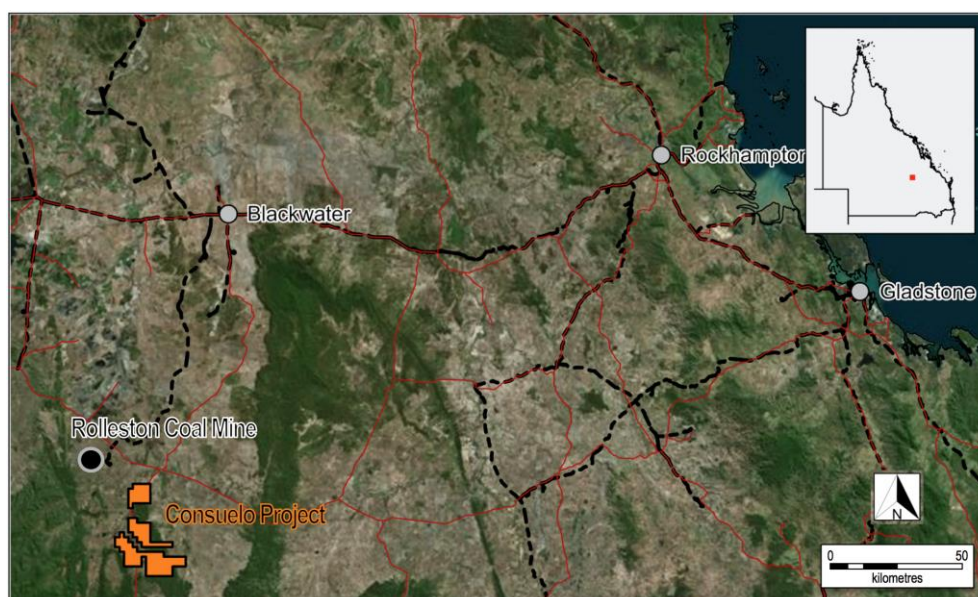 Rockhampton
Blackwater
Gladstone
Rolleston Coal Mine
Consuelo Project
N
0 50
kilometres